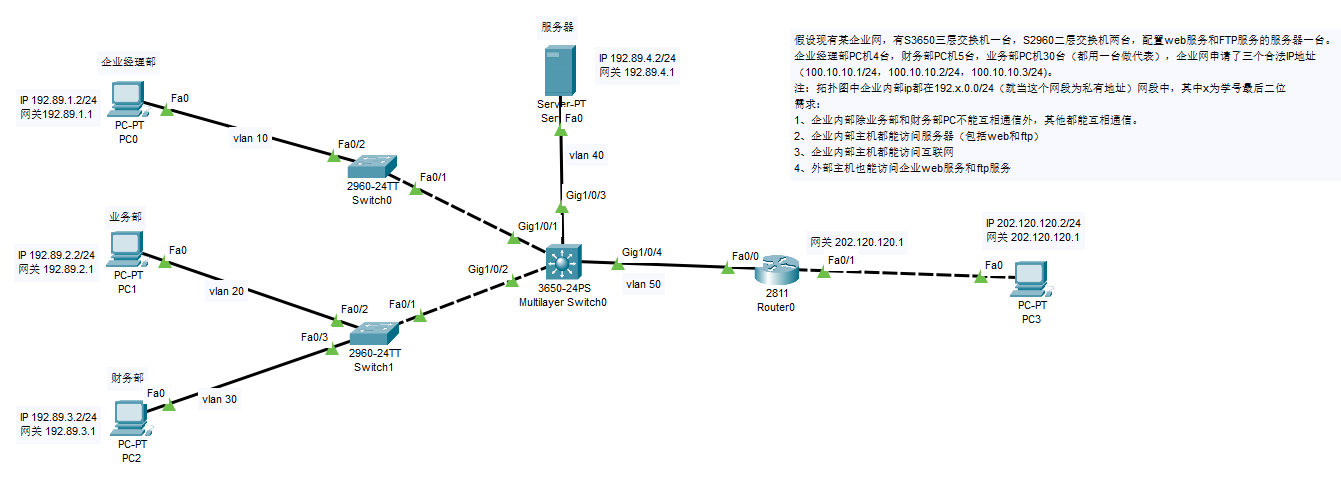 服务器
IP 192.89.4.2/24
网关 192.89.4.1
Server-PT
Ser
Fa0
vlan 40
Gig1/0/3
假设现有某企业网，有S3650三层交换机一台，S2960二层交换机两台，配置web服务和FTP服务的服务器一台。
企业经理部PC机4台，财务部PC机5台，业务部PC机30台（都用一台做代表），企业网申请了三个合法IP地址
（100.10.10.1/24，100.10.10.2/24，100.10.10.3/24)。
注：拓扑图中企业内部ip都在192.x.0.0/24（就当这个网段为私有地址）网段中，其中x为学号最后二位
需求：
1、企业内部除业务部和财务部PC不能互相通信外，其他都能互相通信。
2、企业内部主机都能访问服务器（包括web和ftp）
3、企业内部主机都能访问互联网
4、外部主机也能访问企业web服务和ftp服务
企业经理部
IP 192.89.1.2/24
网关192.89.1.1
Fa0
PC-PT
PC0
vlan 10
Fa0/2
2960-24TT
Switch0
Fa0/1
Gig1/0/1
业务部
IP 192.89.2.2/24
网关 192.89.2.1
Fa0
PC-PT
PC1
vlan 20
Fa0/2
Fa0/1
Gig1/0/2
Fa0/3
2960-24TT
Switch1
3650-24PS
Multilayer Switch0
Gig1/0/4
vlan 50
Fa0/0
2811
Router0
网关 202.120.120.1
Fa0/1
IP 202.120.120.2/24
网关 202.120.120.1
Fa0
PC-PT
PC3
财务部
IP 192.89.3.2/24
网关 192.89.3.1
Fa0
PC-PT
PC2
vlan 30